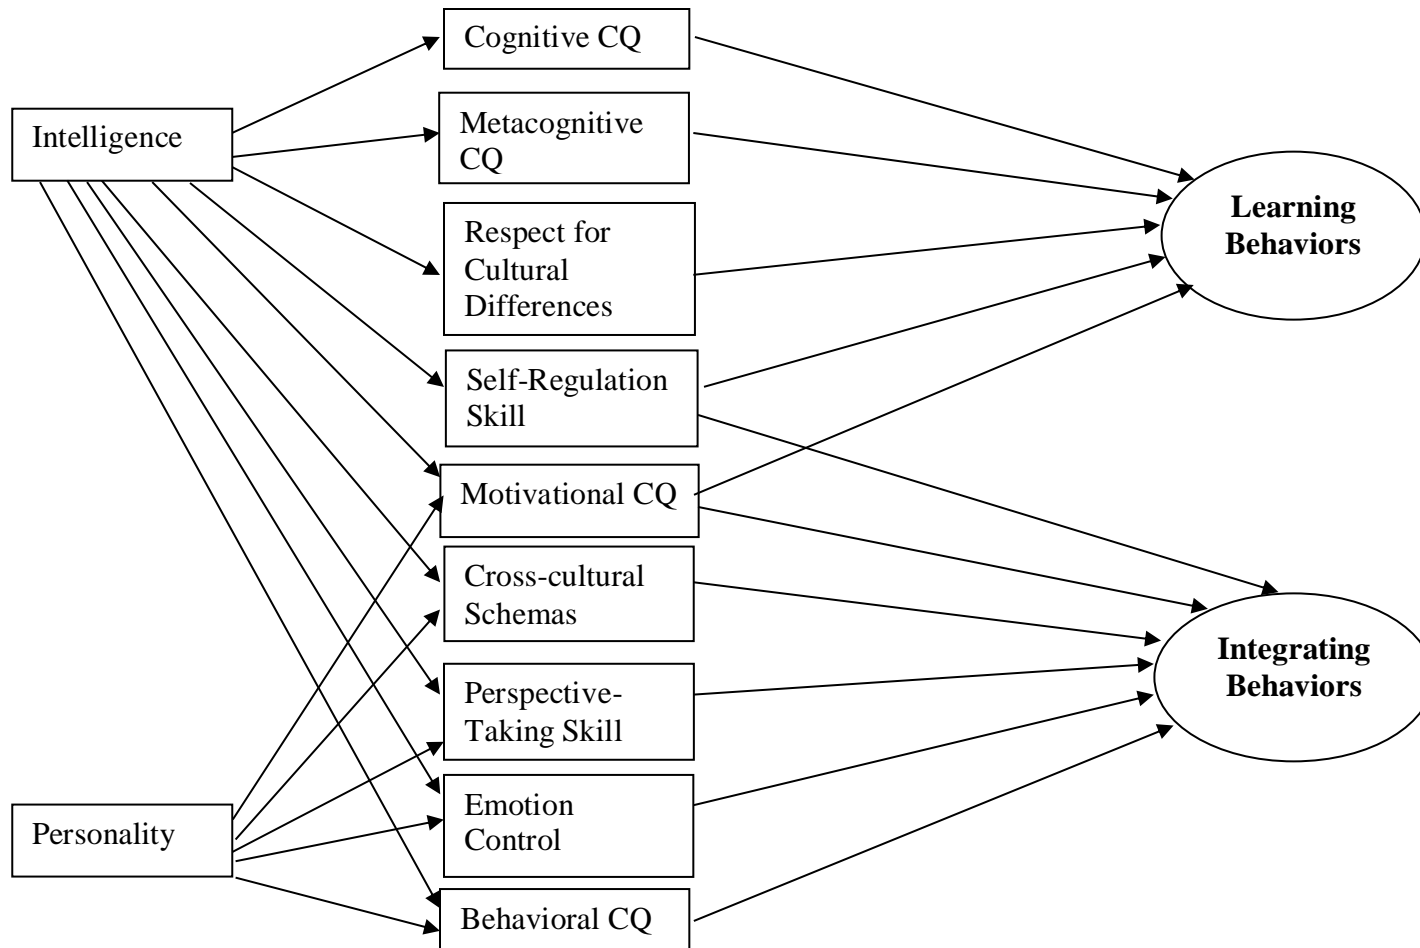 Cognitive CQ
Intelligence
Metacognitive
CQ
Respect for
Cultural
Differences
Learning
Behaviors
Self-Regulation
Skill
Motivational CQ
Cross-cultural
Schemas
Integrating
Behaviors
Perspective-
Taking Skill
Personality
Emotion
Control
Behavioral CQ